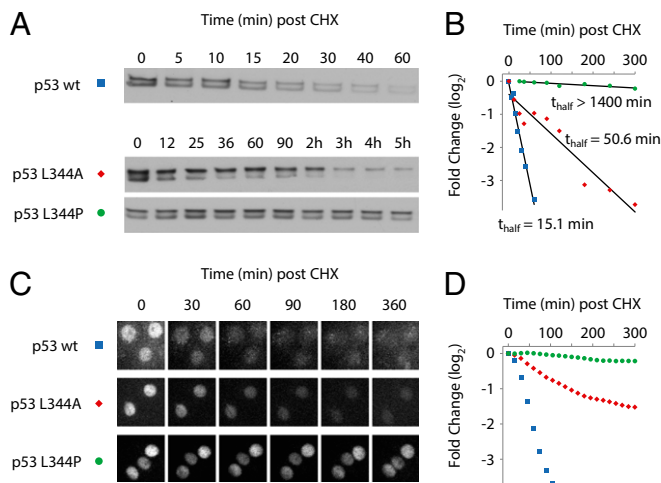 A
Time (min) post CHX
0 5 10 15 20 30 40 60
p53 wt
0 12 25 36 60 90 2h 3h 4h 5h
p53 L344A
p53 L344P
B
Time (min) post CHX
0 100 200 300
Fold Change (log2)
0
-1
-2
-3
thalf > 1400 min
thalf = 50.6 min
thalf = 15.1 min
C
Time (min) post CHX
0 30 60 90 180 360
p53 wt
p53 L344A
p53 L344P
D
Time (min) post CHX
0 100 200 300
Fold Change (log2)
0
-1
-2
-3